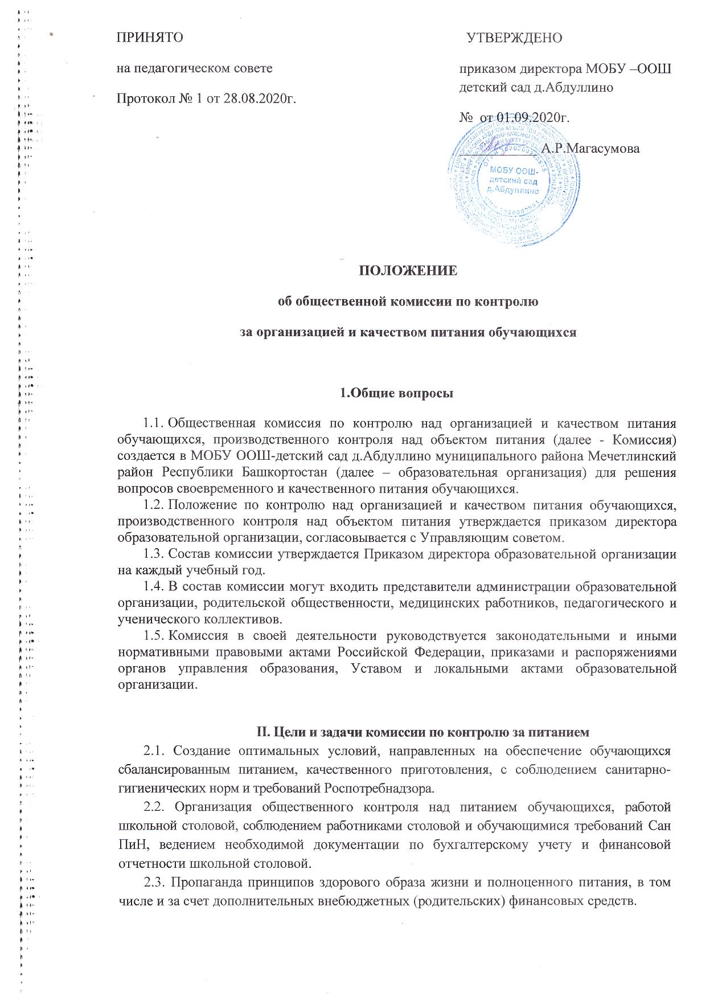 ПРИНЯТО
на педагогическом совете
Протокол № 1 от 28.08.2020г.
УТВЕРЖДЕНО
приказом директора МОБУ –ООШ
детский сад д.Абдуллино
№ от 01.09.2020г.
___________ А.Р.Магасумова
МОБУ ООШ-
детский сад
д.Абдуллино
ПОЛОЖЕНИЕ
об общественной комиссии по контролю
за организацией и качеством питания обучающихся
1.Общие вопросы
1.1. Общественная комиссия по контролю над организацией и качеством питания
обучающихся, производственного контроля над объектом питания (далее - Комиссия)
создается в МОБУ ООШ-детский сад д.Абдуллино муниципального района Мечетлинский
район Республики Башкортостан (далее – образовательная организация) для решения
вопросов своевременного и качественного питания обучающихся.
1.2. Положение по контролю над организацией и качеством питания обучающихся,
производственного контроля над объектом питания утверждается приказом директора
образовательной организации, согласовывается с Управляющим советом.
1.3. Состав комиссии утверждается Приказом директора образовательной организации
на каждый учебный год.
1.4. В состав комиссии могут входить представители администрации образовательной
организации, родительской общественности, медицинских работников, педагогического и
ученического коллективов.
1.5. Комиссия в своей деятельности руководствуется законодательными и иными
нормативными правовыми актами Российской Федерации, приказами и распоряжениями
органов управления образования, Уставом и локальными актами образовательной
организации.
II. Цели и задачи комиссии по контролю за питанием
2.1. Создание оптимальных условий, направленных на обеспечение обучающихся
сбалансированным питанием, качественного приготовления, с соблюдением санитарно-
гигиенических норм и требований Роспотребнадзора.
2.2. Организация общественного контроля над питанием обучающихся, работой
школьной столовой, соблюдением работниками столовой и обучающимися требований Сан
ПиН, ведением необходимой документации по бухгалтерскому учету и финансовой
отчетности школьной столовой.
2.3. Пропаганда принципов здорового образа жизни и полноценного питания, в том
числе и за счет дополнительных внебюджетных (родительских) финансовых средств.